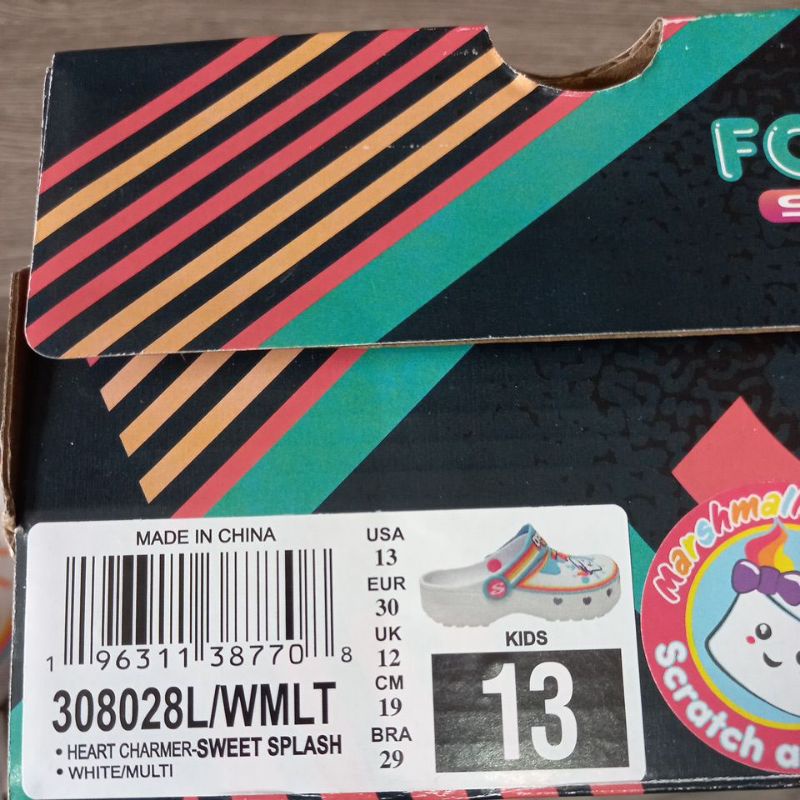 MADE IN CHINA
1 96311 38770 8
308028L/WMLT
• HEART CHARMER-SWEET SPLASH
• WHITE/MULTI
USA
13
EUR
30
UK
12
CM
19
BRA
29
KIDS
13
S
Scratch